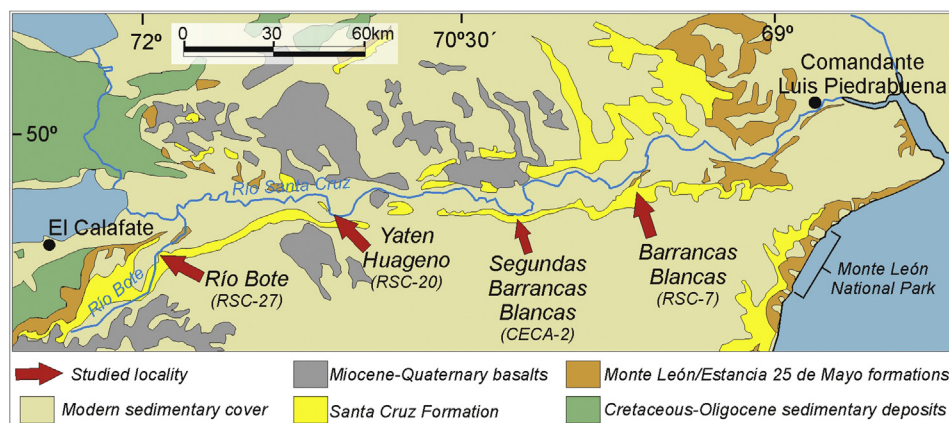 72º
70º30´
69º
0
30
60km
Comandante
Luis Piedrabuena
50º
Río Santa Cruz
El Calafate
Río Bote
Río Bote
(RSC-27)
Yaten
Huageno
(RSC-20)
Segundas
Barrancas
Blancas
(CECA-2)
Barrancas
Blancas
(RSC-7)
Monte León
National Park
Studied locality
Miocene-Quaternary basalts
Monte León/Estancia 25 de Mayo formations
Modern sedimentary cover
Santa Cruz Formation
Cretaceous-Oligocene sedimentary deposits